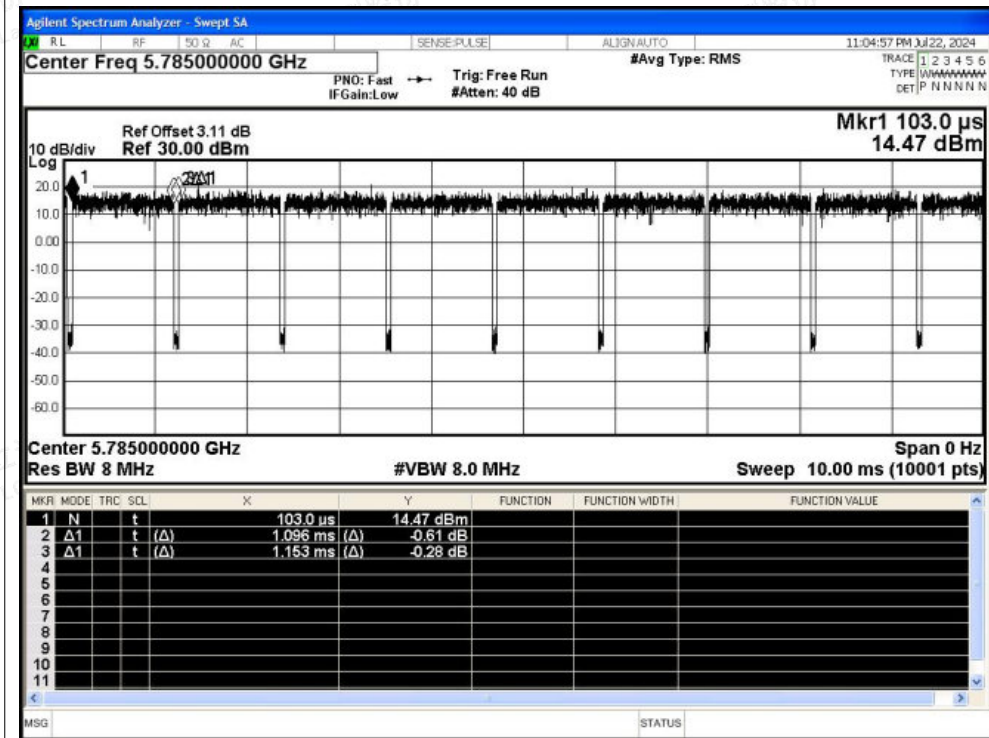 Agilent Spectrum Analyzer - Swept SA
LXI RL RF 50 Ω AC SENSE:PULSE ALIGNAUTO 11:04:57 PM Jul 22, 2024
Center Freq 5.785000000 GHz #Avg Type: RMS TRACE 1 2 3 4 5 6
PNO: Fast Trig: Free Run TYPE WWWWWW
IFGain:Low #Atten: 40 dB DET P N N N N N
Mkr1 103.0 µs
Ref Offset 3.11 dB
10 dB/div Ref 30.00 dBm 14.47 dBm
Log
1
20.0
10.0
0.00
-10.0
-20.0
-30.0
-40.0
-50.0
-60.0
Center 5.785000000 GHz Span 0 Hz
Res BW 8 MHz #VBW 8.0 MHz Sweep 10.00 ms (10001 pts)
MKR MODE TRC SCL X Y FUNCTION FUNCTION WIDTH FUNCTION VALUE
1 N t 103.0 µs 14.47 dBm
2 Δ1 t (Δ) 1.096 ms (Δ) -0.61 dB
3 Δ1 t (Δ) 1.153 ms (Δ) -0.28 dB
4
5
6
7
8
9
10
11
MSG STATUS